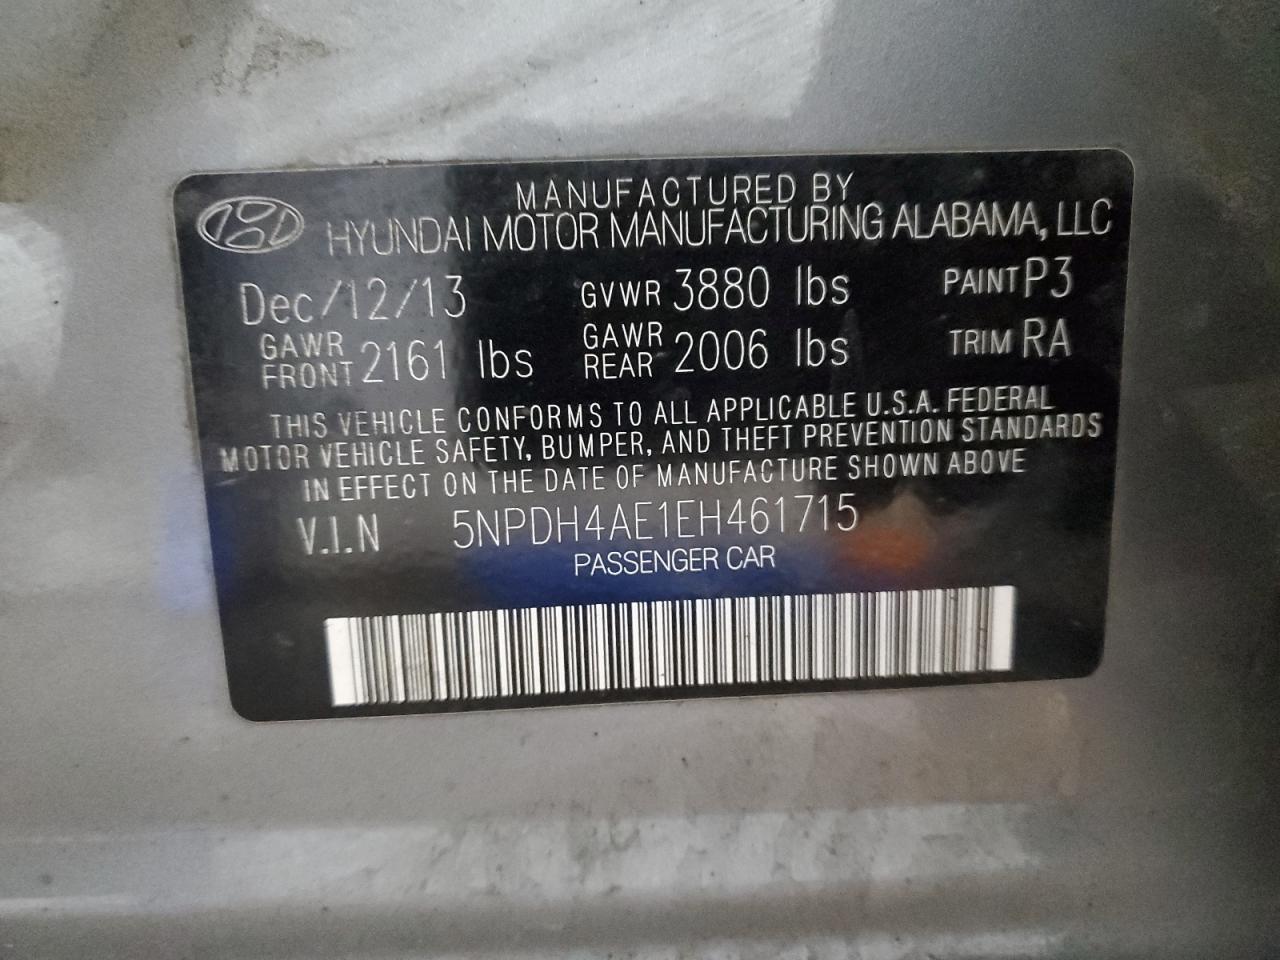 MANUFACTURED BY
HYUNDAI MOTOR MANUFACTURING ALABAMA, LLC
Dec/12/13 GVWR 3880 lbs PAINT P3
GAWR FRONT 2161 lbs GAWR REAR 2006 lbs TRIM RA
THIS VEHICLE CONFORMS TO ALL APPLICABLE U.S.A. FEDERAL
MOTOR VEHICLE SAFETY, BUMPER, AND THEFT PREVENTION STANDARDS
IN EFFECT ON THE DATE OF MANUFACTURE SHOWN ABOVE
V.I.N 5NPDH4AE1EH461715
PASSENGER CAR